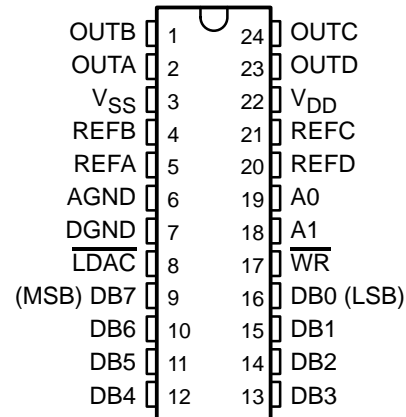 OUTB 1 24 OUTC
OUTA 2 23 OUTD
VSS 3 22 VDD
REFB 4 21 REFC
REFA 5 20 REFD
AGND 6 19 A0
DGND 7 18 A1
L̅D̅A̅C̅ 8 17 W̅R̅
(MSB) DB7 9 16 DB0 (LSB)
DB6 10 15 DB1
DB5 11 14 DB2
DB4 12 13 DB3